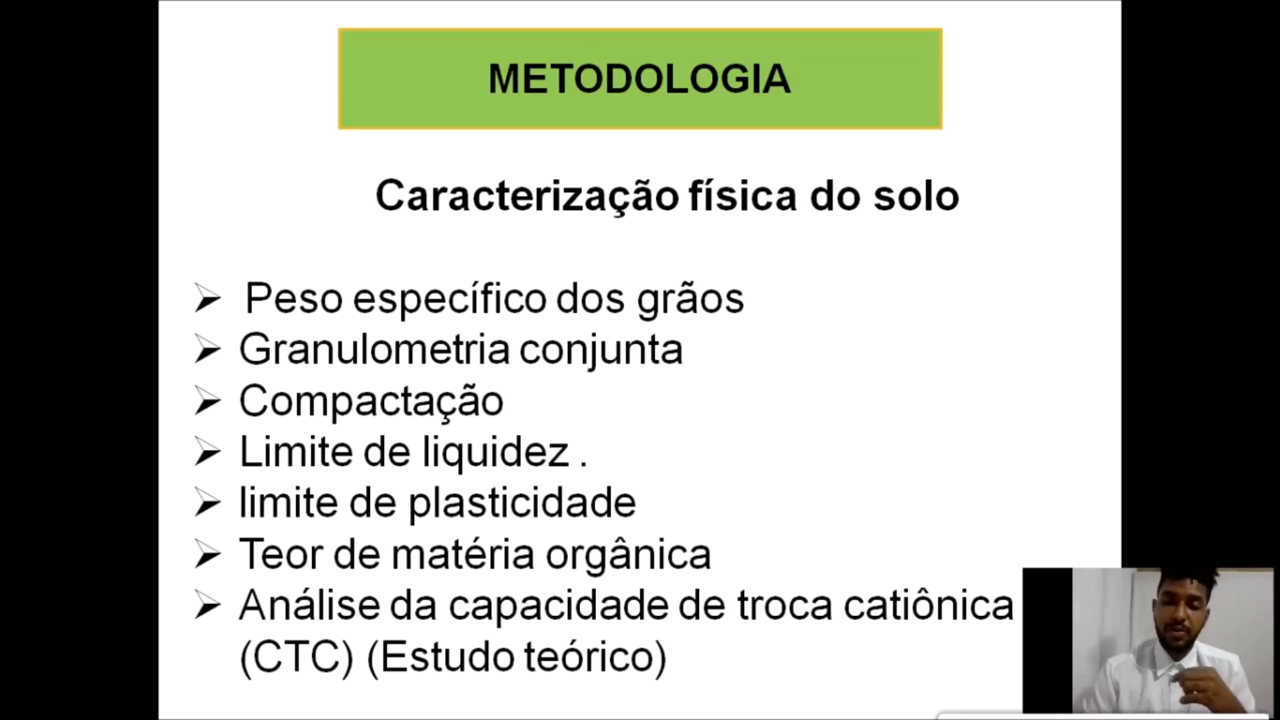 METODOLOGIA
Caracterização física do solo
Peso específico dos grãos
Granulometria conjunta
Compactação
Limite de liquidez .
limite de plasticidade
Teor de matéria orgânica
Análise da capacidade de troca catiônica
(CTC) (Estudo teórico)